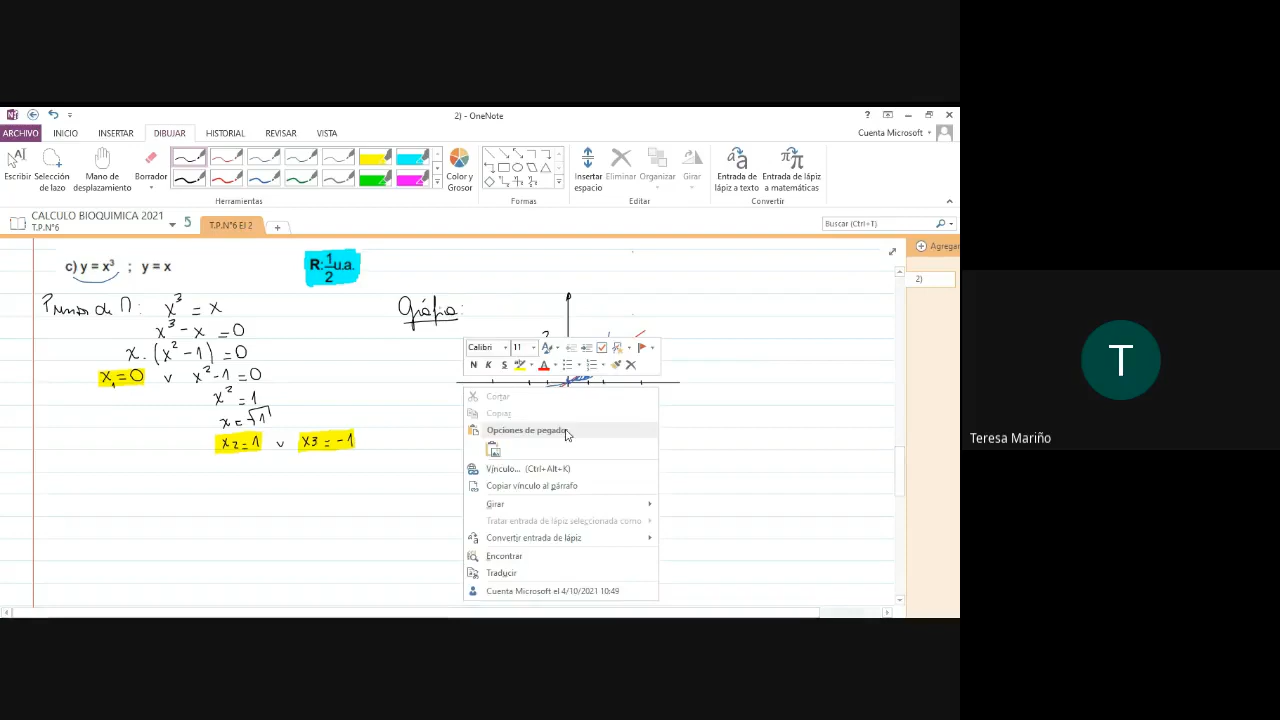 2) - OneNote
ARCHIVO INICIO INSERTAR DIBUJAR HISTORIAL REVISAR VISTA
Cuenta Microsoft
Escribir Selección de lazo Mano de desplazamiento Borrador
Color y Grosor
Insertar espacio Eliminar Organizar Girar
Entrada de lápiz a texto Entrada de lápiz a matemáticas
Herramientas Formas Editar Convertir
CALCULO BIOQUIMICA 2021
T.P.N°6
T.P.N°6 EI 2
Buscar (Ctrl+T)
Agregar
2)
c) y = x³ ; y = x
R: 1/2 u.a.
x³ = x
Gráfica:
x³ - x = 0
x . (x² - 1) = 0
x₁ = 0 v x² - 1 = 0
x² = 1
x = √1
x2 = 1 v x3 = -1
Calibri 11
N K S
Cortar
Copiar
Opciones de pegado
Vínculo... (Ctrl+Alt+K)
Copiar vínculo al párrafo
Girar
Tratar entrada de lápiz seleccionada como
Convertir entrada de lápiz
Encontrar
Traducir
Cuenta Microsoft el 4/10/2021 10:49
T
Teresa Mariño